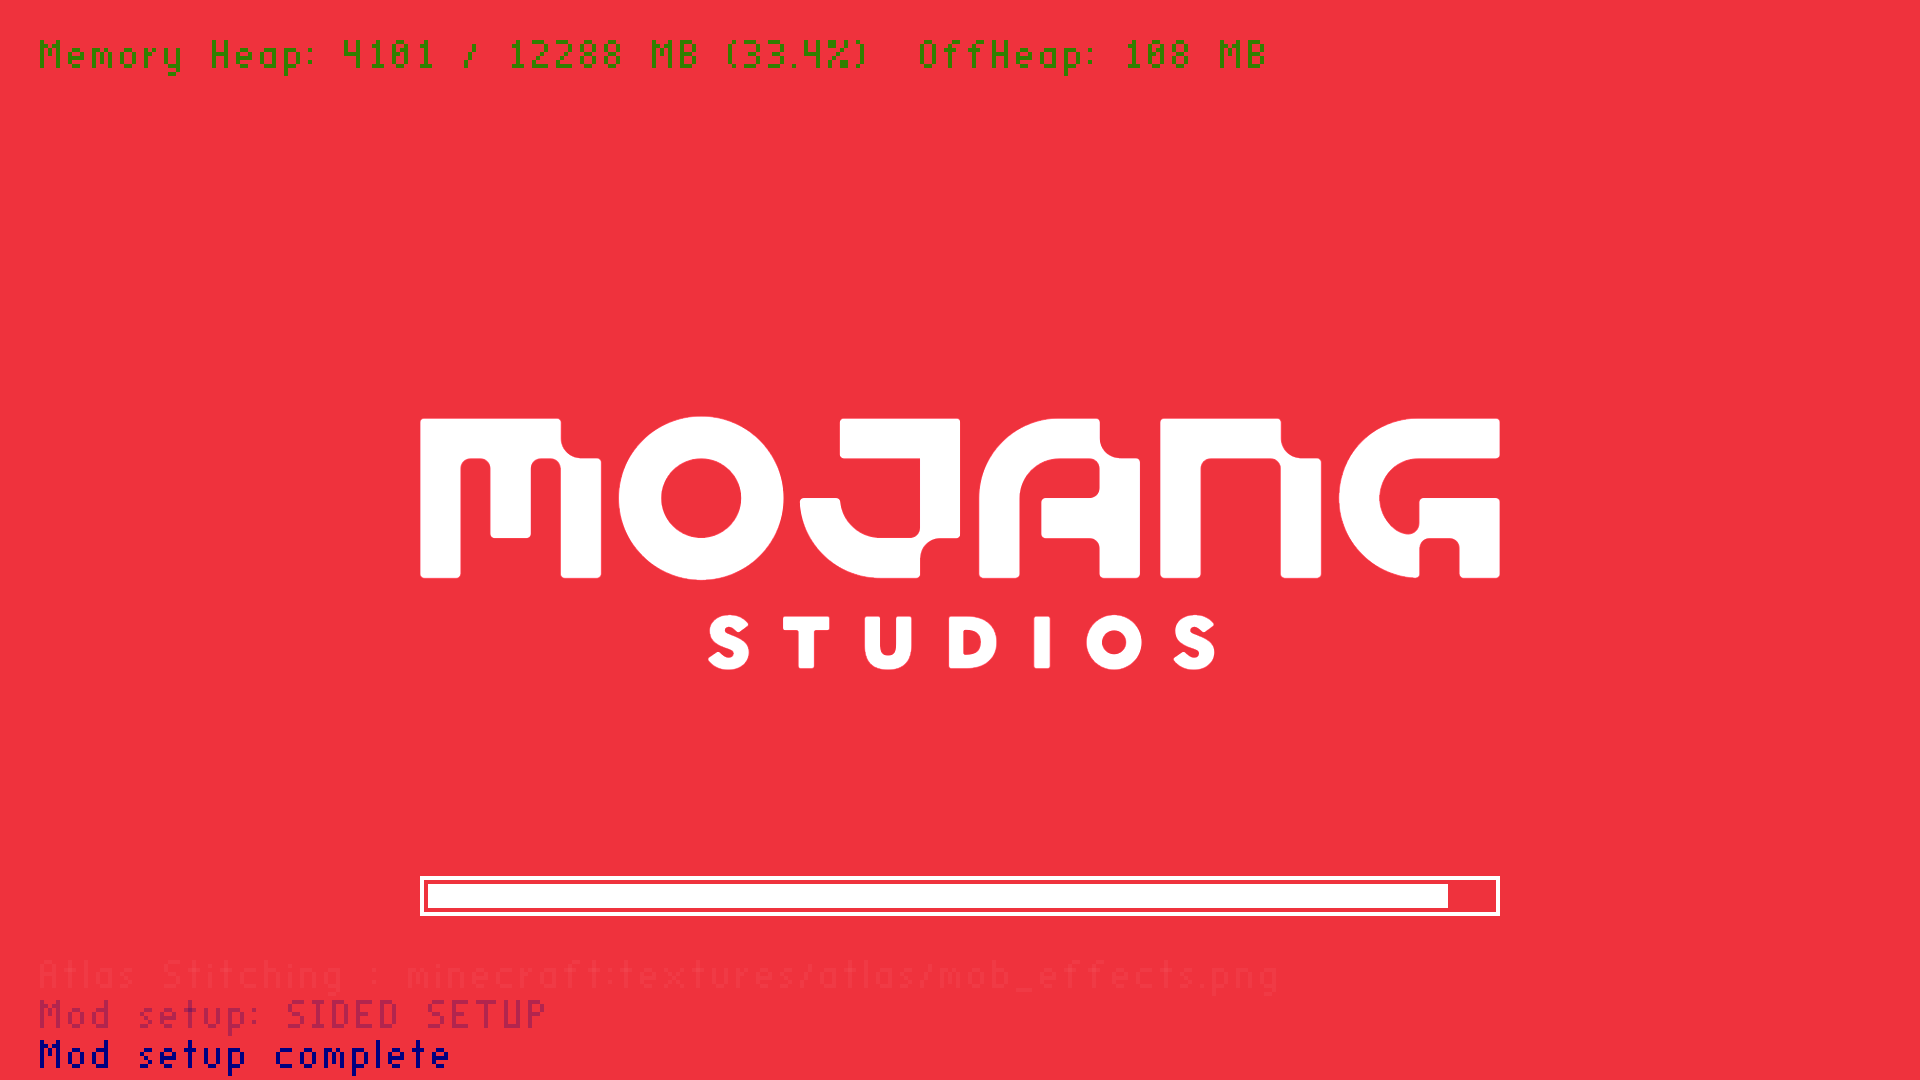 Memory Heap: 4101 / 12288 MB (33.4%)  OffHeap: 108 MB
MOJANG
STUDIOS
Atlas Stitching : minecraft:textures/atlas/mob_effects.png
Mod setup: SIDED SETUP
Mod setup complete